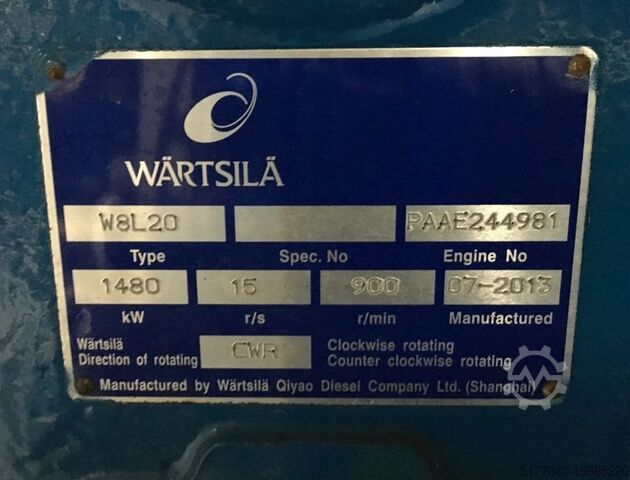 WÄRTSILÄ
W8L20 PAAE244981
Type Spec. No Engine No
1480 15 900 07-2013
kW r/s r/min Manufactured
Wärtsilä Clockwise rotating
Direction of rotating CWR Counter clockwise rotating
Manufactured by Wärtsilä Qiyao Diesel Company Ltd. (Shanghai)
5177640-19865220